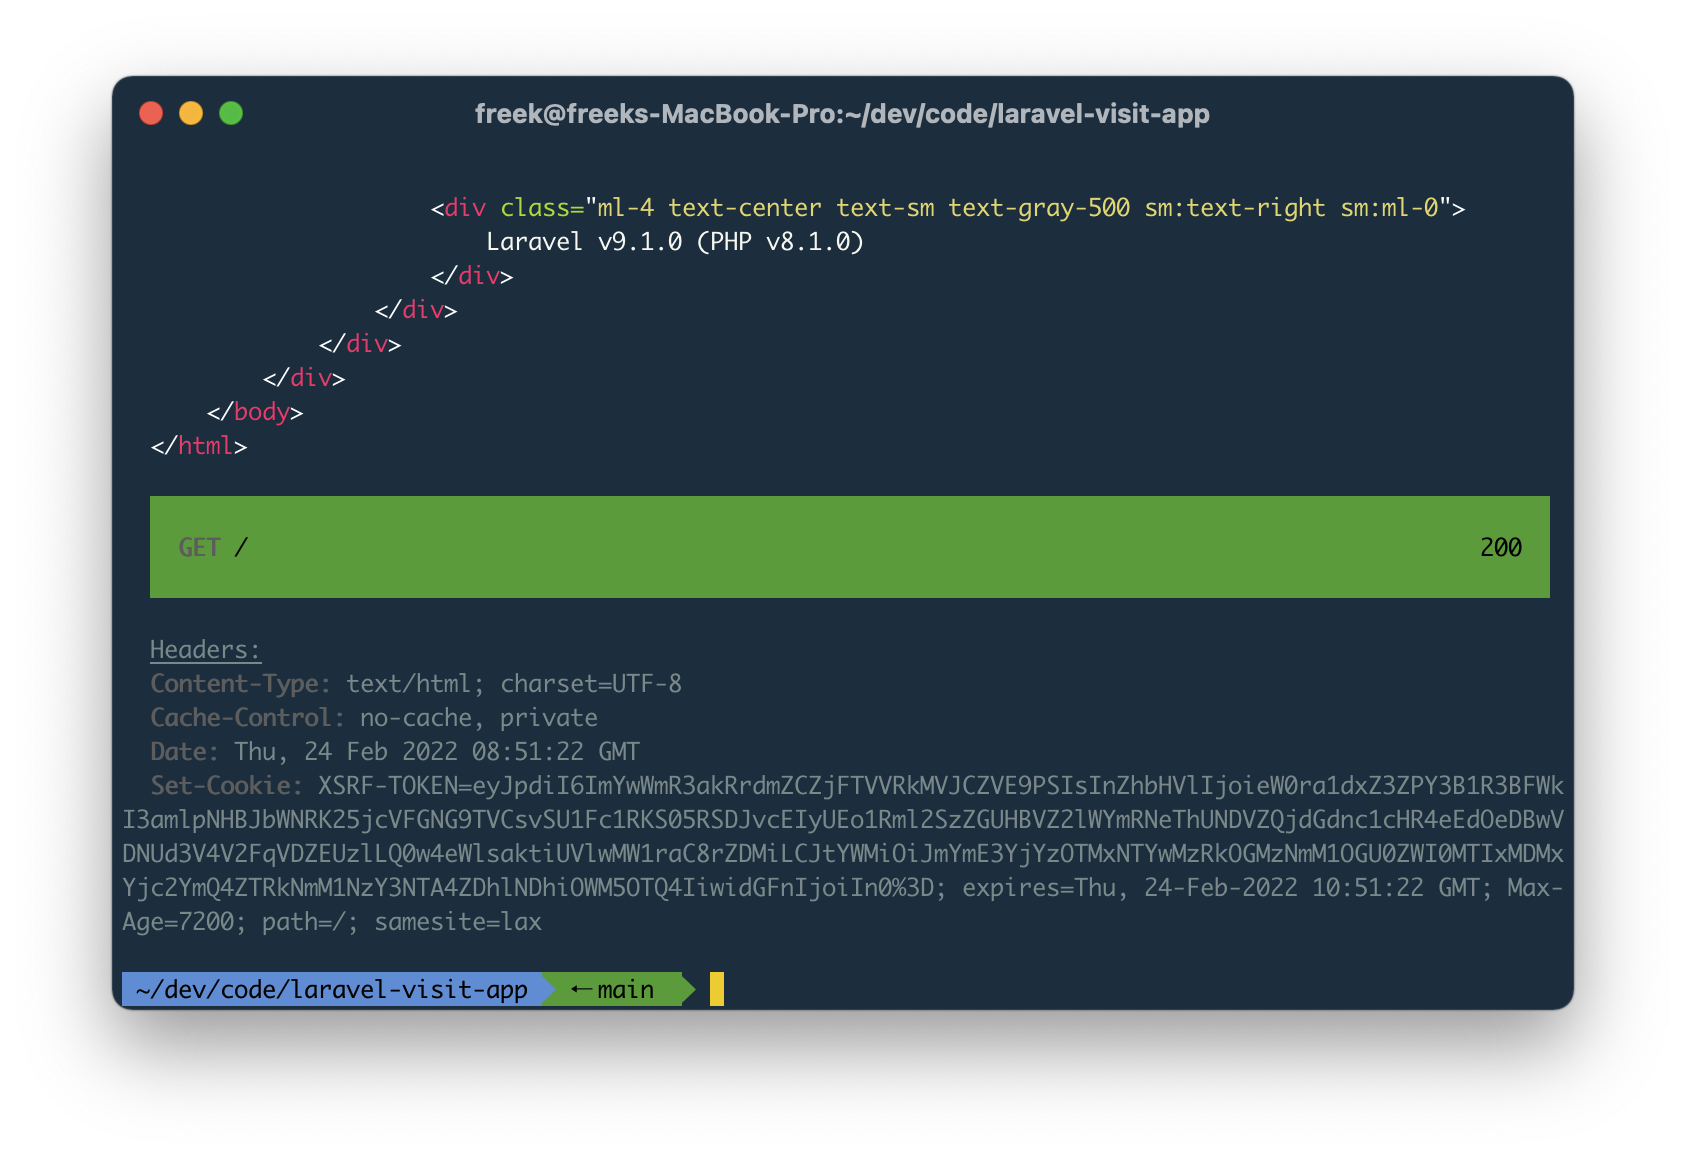 freek@freeks-MacBook-Pro:~/dev/code/laravel-visit-app
<div class="ml-4 text-center text-sm text-gray-500 sm:text-right sm:ml-0">
Laravel v9.1.0 (PHP v8.1.0)
</div>
</div>
</div>
</div>
</body>
</html>
GET / 200
Headers:
Content-Type: text/html; charset=UTF-8
Cache-Control: no-cache, private
Date: Thu, 24 Feb 2022 08:51:22 GMT
Set-Cookie: XSRF-TOKEN=eyJpdiI6ImYwWmR3akRrdmZCZjFTVVRkMVJCZVE9PSIsInZhbHVlIjoieW0ra1dxZ3ZPY3B1R3BFWk
I3amlpNHBJbWNRK25jcVFGNG9TVCsvSU1Fc1RKS05RSDJvcEIyUEo1Rml2SzZGUHBVZ2lWYmRNeThUNDVZQjdGdnc1cHR4eEdOeDBwV
DNUd3V4V2FqVDZEUzlLQ0w4eWlsaktiUVlwMW1raC8rZDMiLCJtYWMiOiJmYmE3YjYzOTMxNTYwMzRkOGMzNmM1OGU0ZWI0MTIxMDMx
Yjc2YmQ4ZTRkNmM1NzY3NTA4ZDhlNDhiOWM5OTQ4IiwidGFnIjoiIn0%3D; expires=Thu, 24-Feb-2022 10:51:22 GMT; Max-
Age=7200; path=/; samesite=lax
~/dev/code/laravel-visit-app ←main